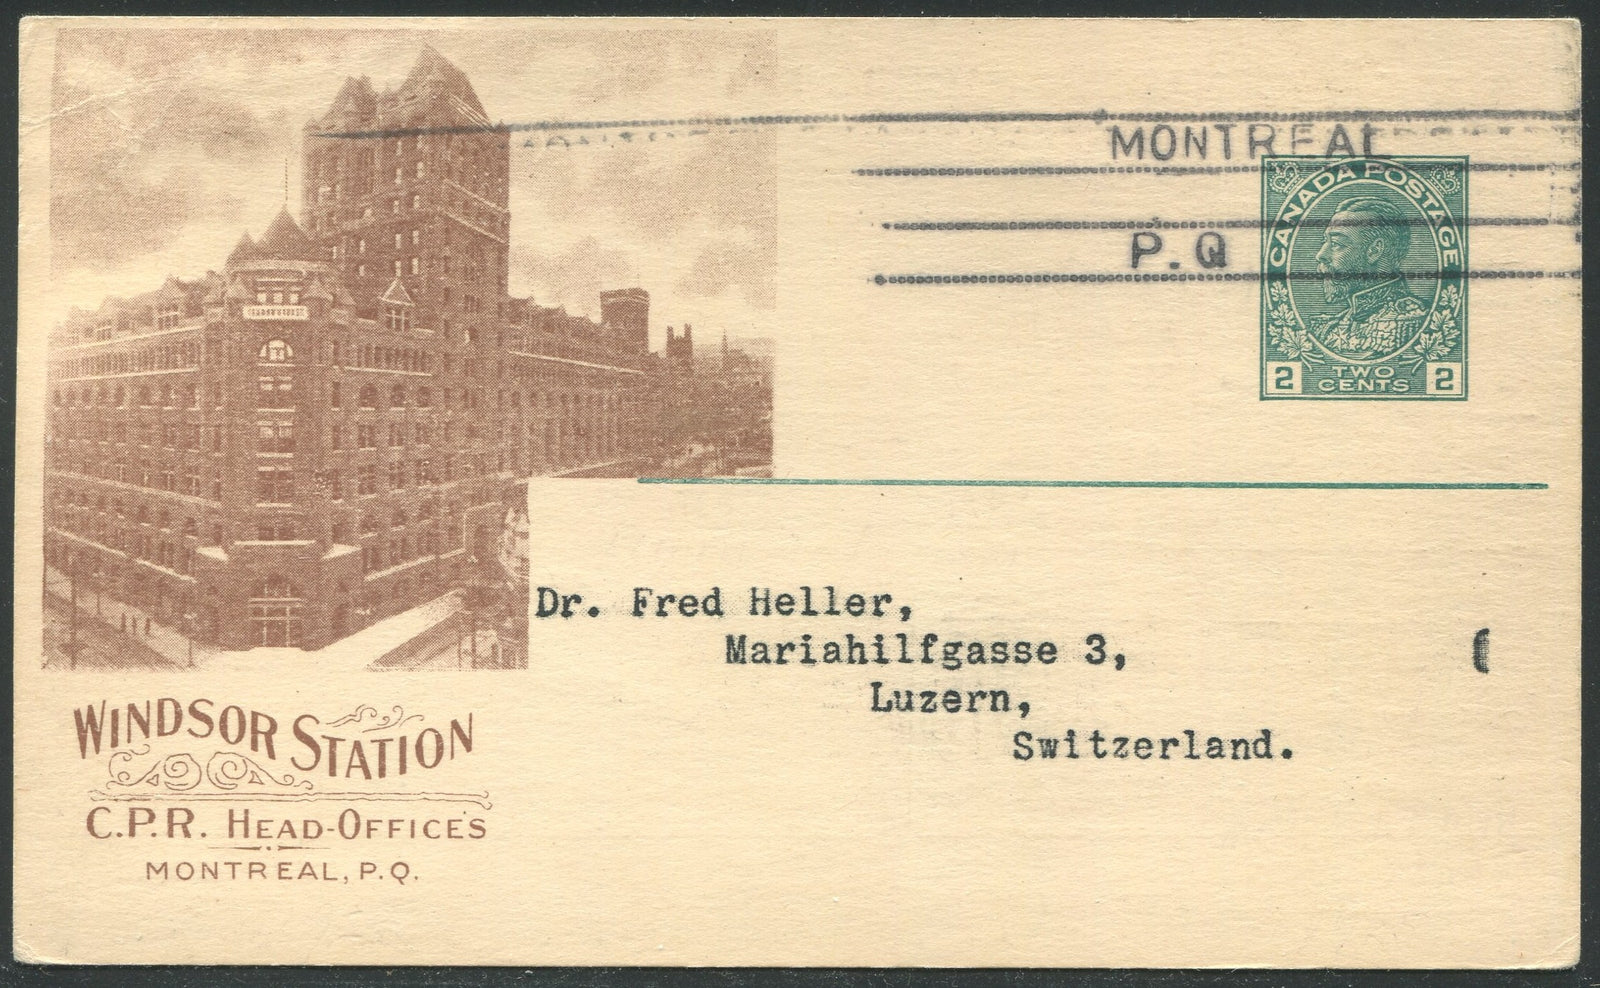 MONTREAL
P.Q
CANADA POSTAGE
2 TWO CENTS 2
Dr. Fred Heller,
Mariahilfgasse 3,
Luzern,
Switzerland.
WINDSOR STATION
C.P.R. HEAD-OFFICES
MONTREAL, P.Q.